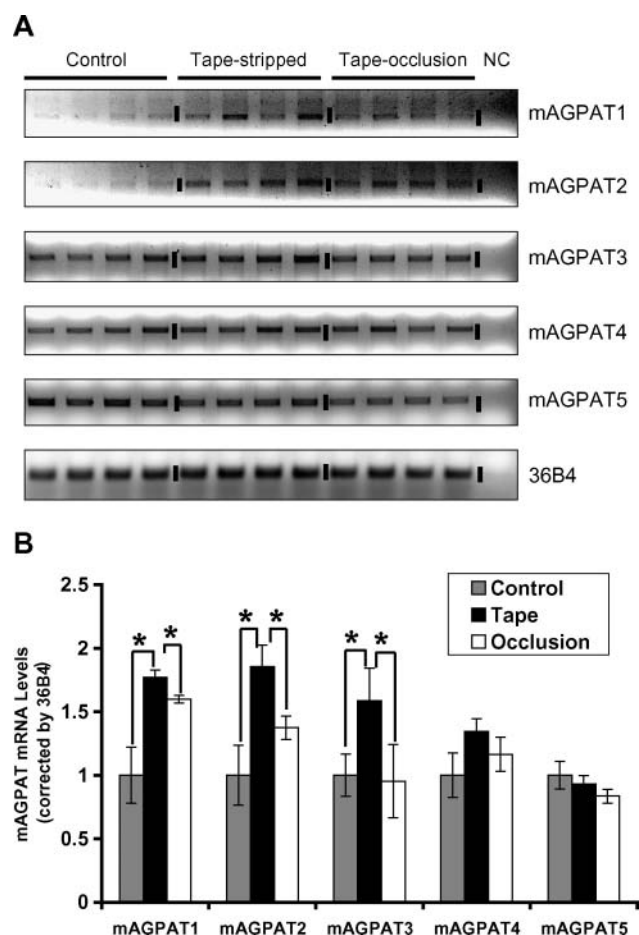 A
Control Tape-stripped Tape-occlusion NC
mAGPAT1
mAGPAT2
mAGPAT3
mAGPAT4
mAGPAT5
36B4
B
mAGPAT mRNA Levels
(corrected by 36B4)
2.5
2
1.5
1
0.5
0
Control
Tape
Occlusion
* * * * * *
mAGPAT1 mAGPAT2 mAGPAT3 mAGPAT4 mAGPAT5